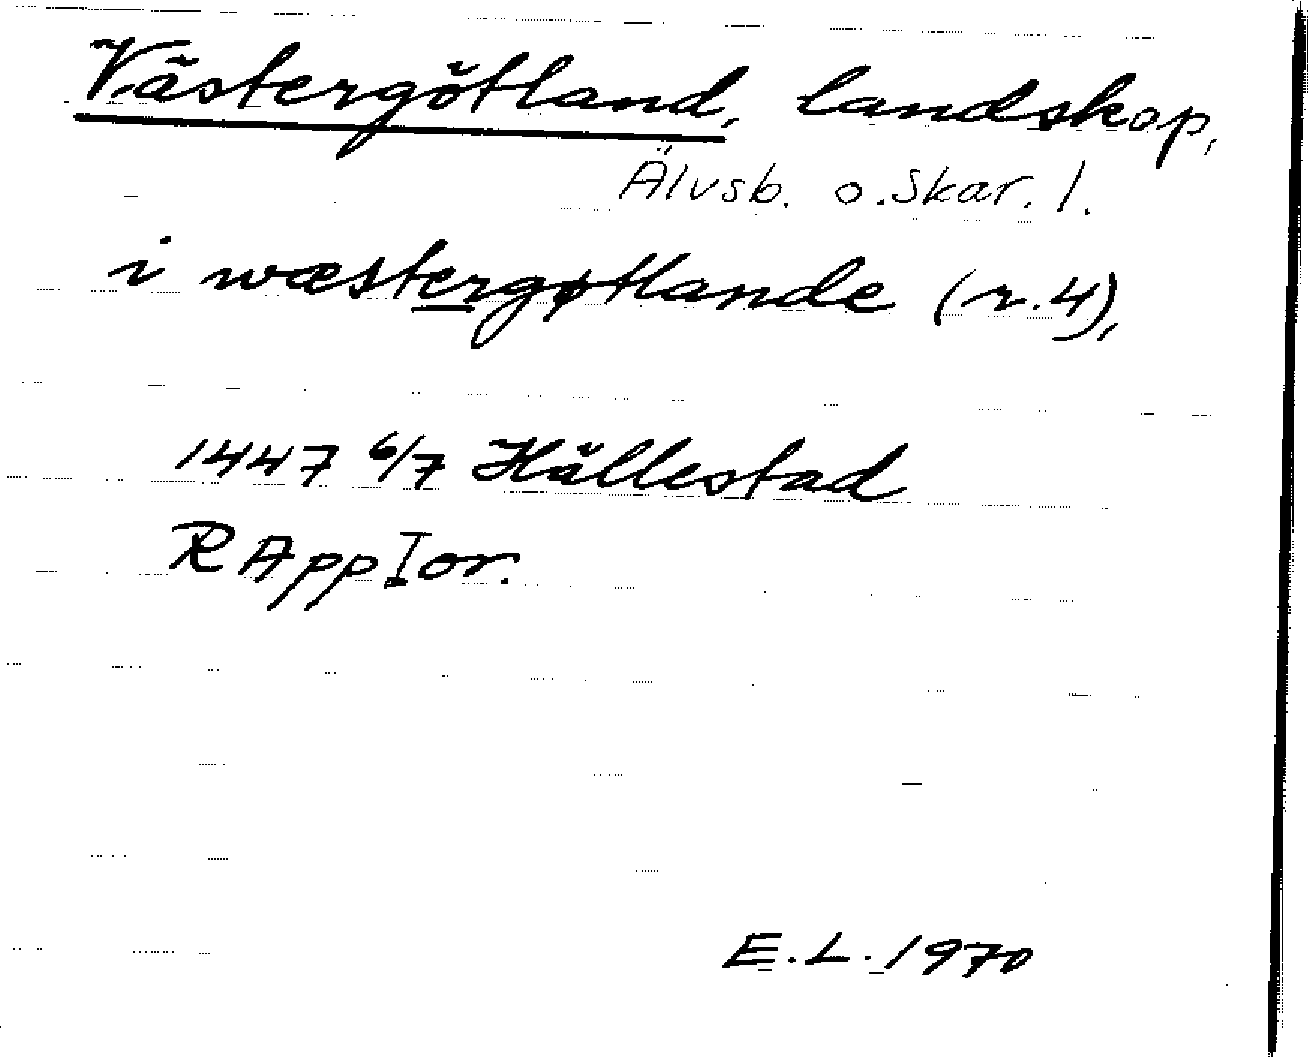 Västergötland, landskap,
Älvsb. o. Skar. l.
i wæstergøtlande (r. 4),
1447 6/7 Hällestad
RAppIor.
E.L. 1970